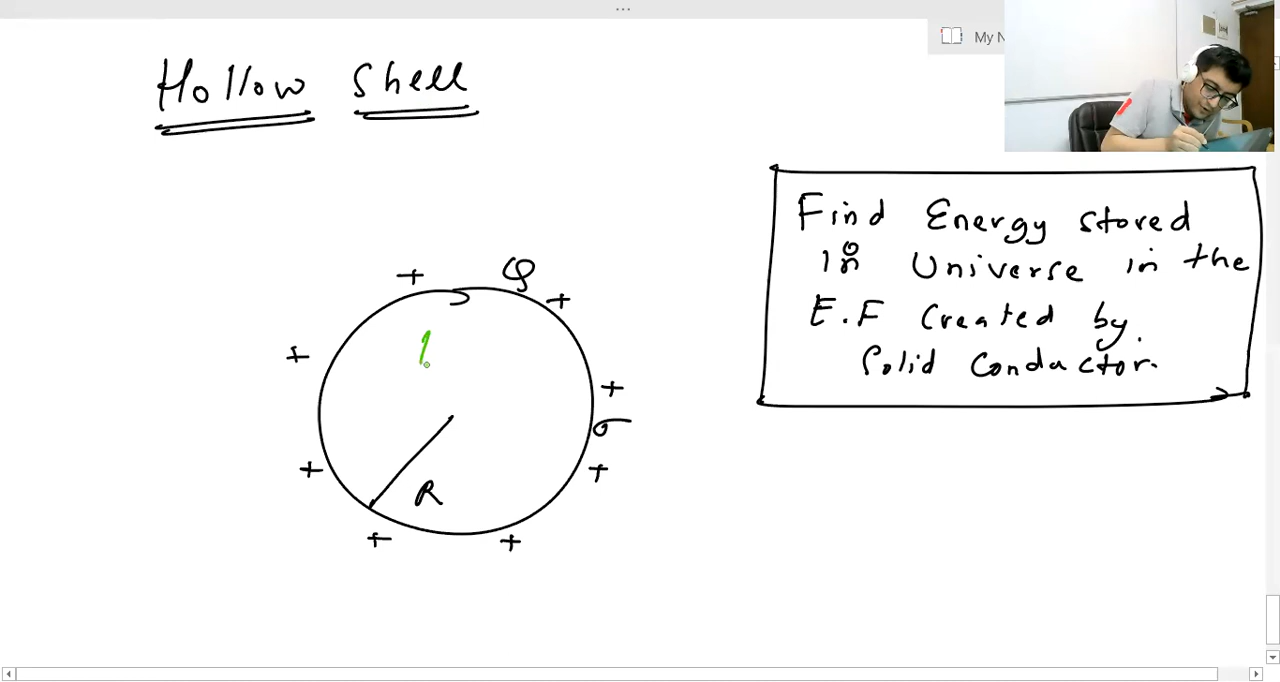 Hollow Shell
My N
Find Energy stored
in Universe in the
E.F Created by
Solid Conductor.
+ Q +
+
+
σ
+ +
R
+ +